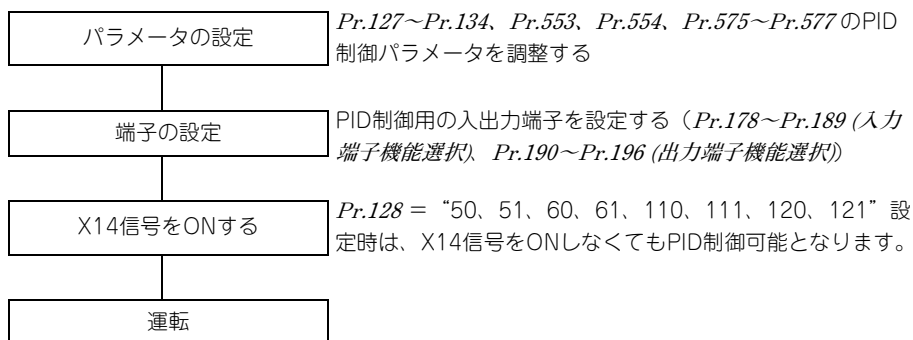 パラメータの設定
Pr.127～Pr.134、Pr.553、Pr.554、Pr.575～Pr.577のPID
制御パラメータを調整する
端子の設定
PID制御用の入出力端子を設定する（Pr.178～Pr.189 (入力
端子機能選択)、Pr.190～Pr.196 (出力端子機能選択)）
X14信号をONする
Pr.128＝“50、51、60、61、110、111、120、121”設
定時は、X14信号をONしなくてもPID制御可能となります。
運転